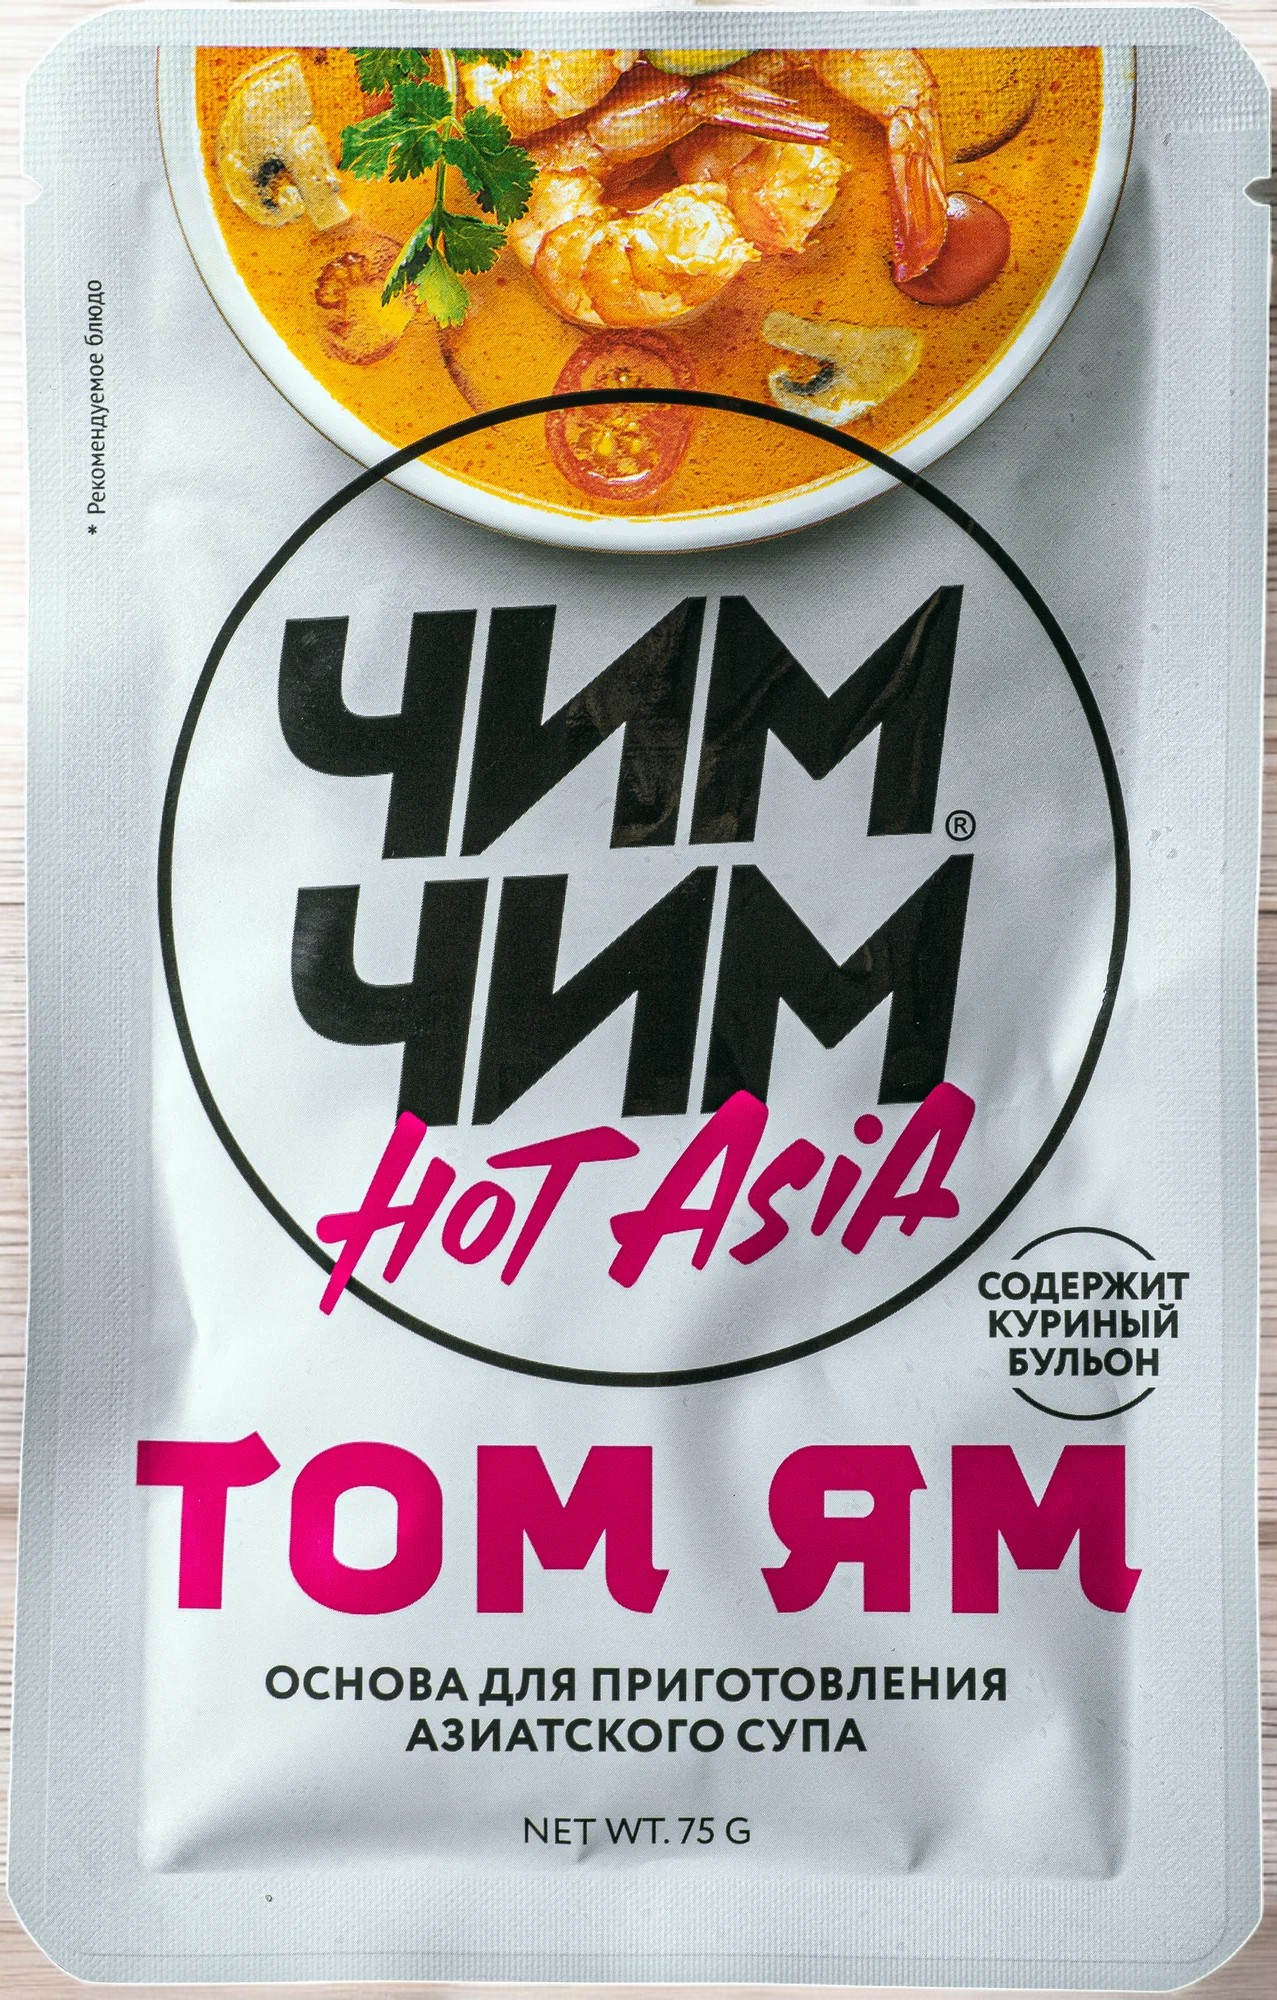 * Рекомендуемое блюдо
ЧИМ
ЧИМ®
HOT ASIA
СОДЕРЖИТ
КУРИНЫЙ
БУЛЬОН
ТОМ ЯМ
ОСНОВА ДЛЯ ПРИГОТОВЛЕНИЯ
АЗИАТСКОГО СУПА
NET WT. 75 G